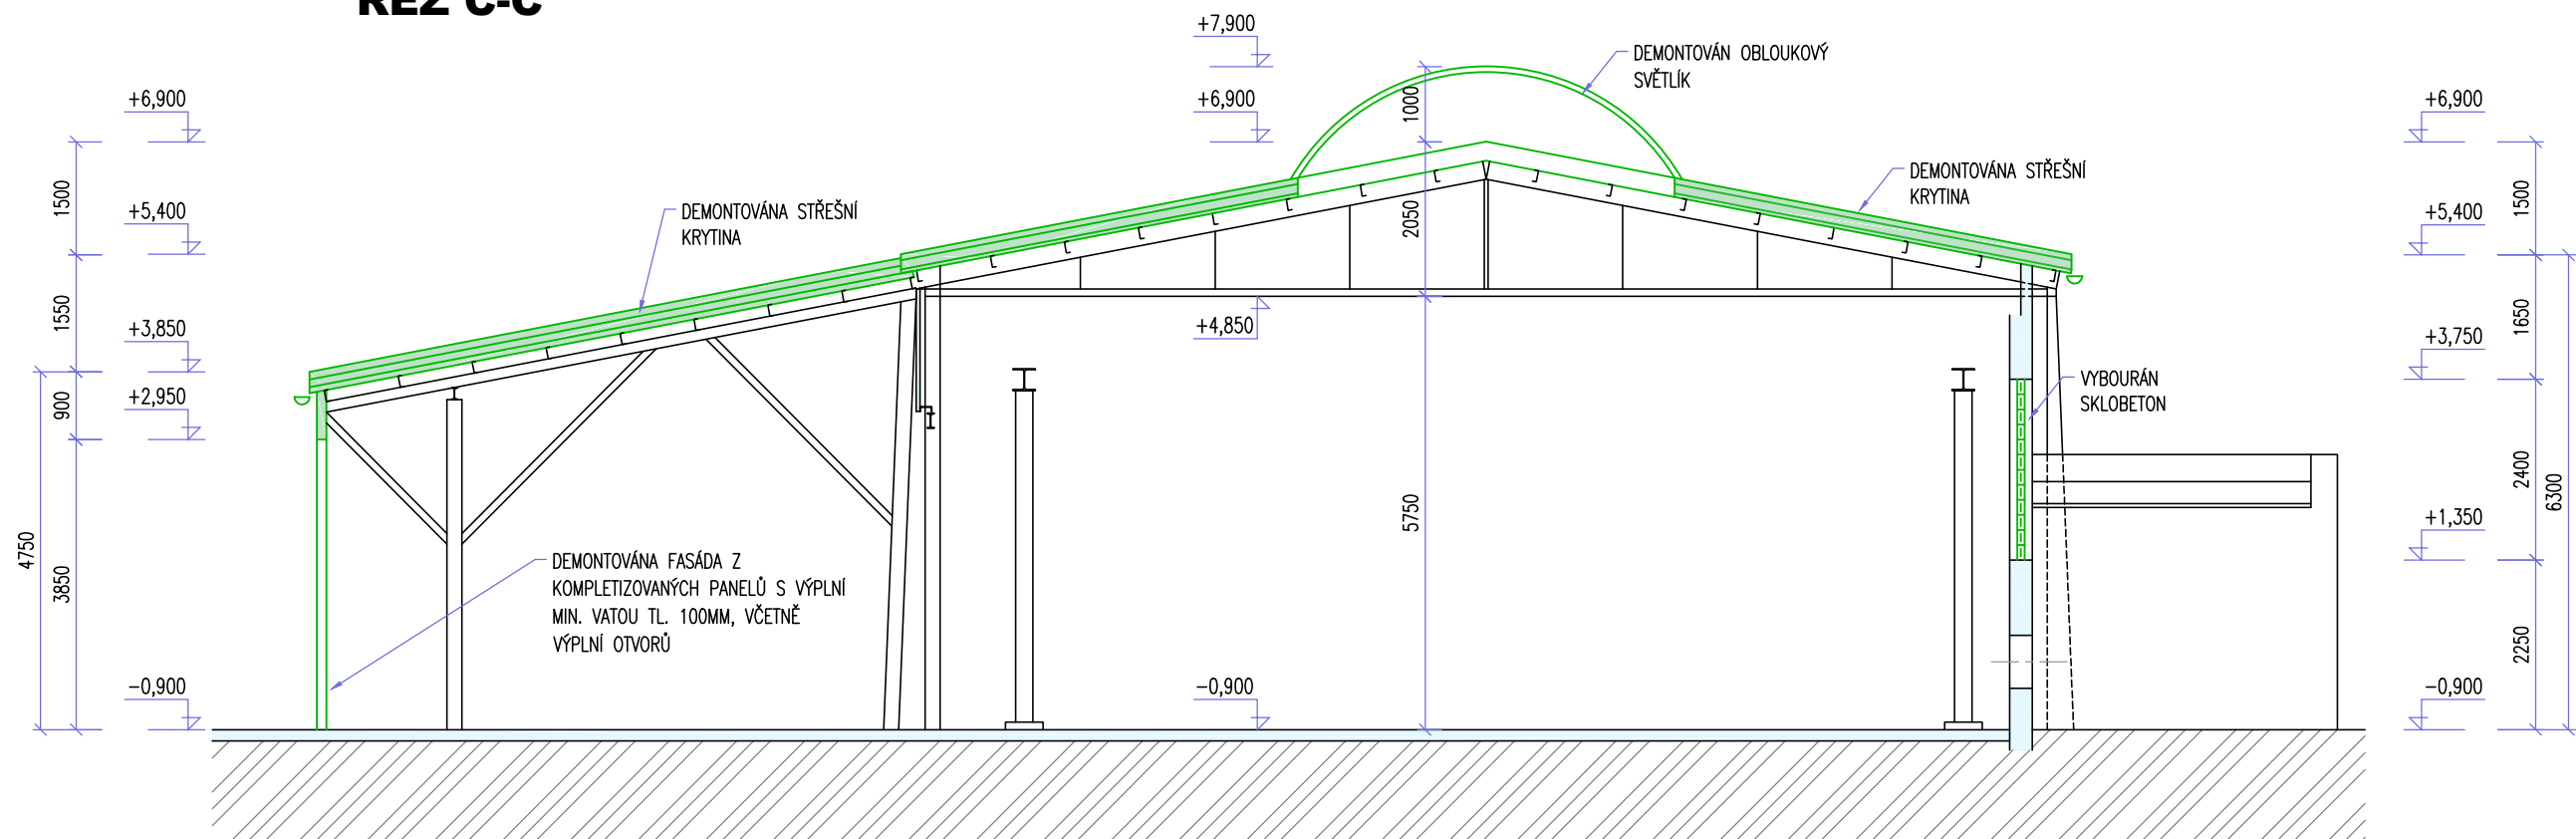 ŘEZ C-C
+7,900
+6,900
+4,850
-0,900
1000
2050
5750
+6,900
+5,400
+3,850
+2,950
-0,900
1500
1550
900
3850
4750
DEMONTOVÁN OBLOUKOVÝ
SVĚTLÍK
DEMONTOVÁNA STŘEŠNÍ
KRYTINA
DEMONTOVÁNA STŘEŠNÍ
KRYTINA
VYBOURÁN
SKLOBETON
DEMONTOVÁNA FASÁDA Z
KOMPLETIZOVANÝCH PANELŮ S VÝPLNÍ
MIN. VATOU TL. 100MM, VČETNĚ
VÝPLNÍ OTVORŮ
+6,900
+5,400
+3,750
+1,350
-0,900
1500
1650
2400
2250
6300